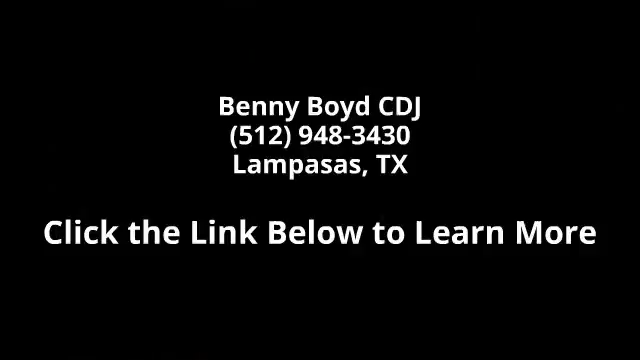 Benny Boyd CDJ
(512) 948-3430
Lampasas, TX
Click the Link Below to Learn More